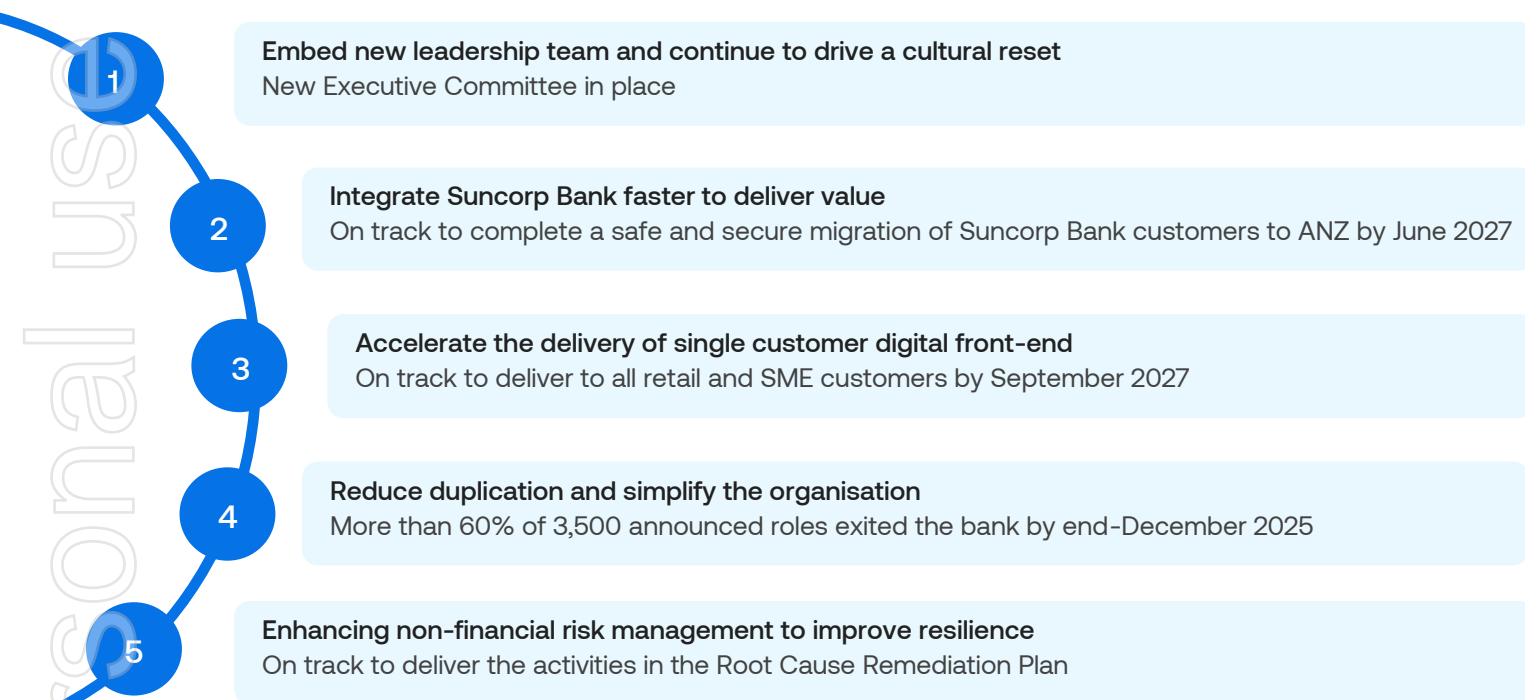 1
Embed new leadership team and continue to drive a cultural reset
New Executive Committee in place
2
Integrate Suncorp Bank faster to deliver value
On track to complete a safe and secure migration of Suncorp Bank customers to ANZ by June 2027
3
Accelerate the delivery of single customer digital front-end
On track to deliver to all retail and SME customers by September 2027
4
Reduce duplication and simplify the organisation
More than 60% of 3,500 announced roles exited the bank by end-December 2025
5
Enhancing non-financial risk management to improve resilience
On track to deliver the activities in the Root Cause Remediation Plan
sonal use